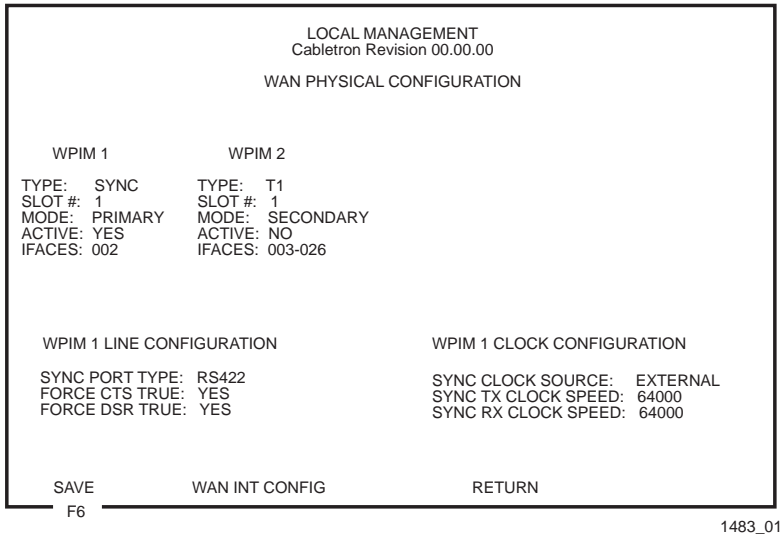 LOCAL MANAGEMENT
Cabletron Revision 00.00.00
WAN PHYSICAL CONFIGURATION
WPIM 1 WPIM 2
TYPE: SYNC TYPE: T1
SLOT #: 1 SLOT #: 1
MODE: PRIMARY MODE: SECONDARY
ACTIVE: YES ACTIVE: NO
IFACES: 002 IFACES: 003-026
WPIM 1 LINE CONFIGURATION WPIM 1 CLOCK CONFIGURATION
SYNC PORT TYPE: RS422 SYNC CLOCK SOURCE: EXTERNAL
FORCE CTS TRUE: YES SYNC TX CLOCK SPEED: 64000
FORCE DSR TRUE: YES SYNC RX CLOCK SPEED: 64000
SAVE WAN INT CONFIG RETURN
F6
1483_01